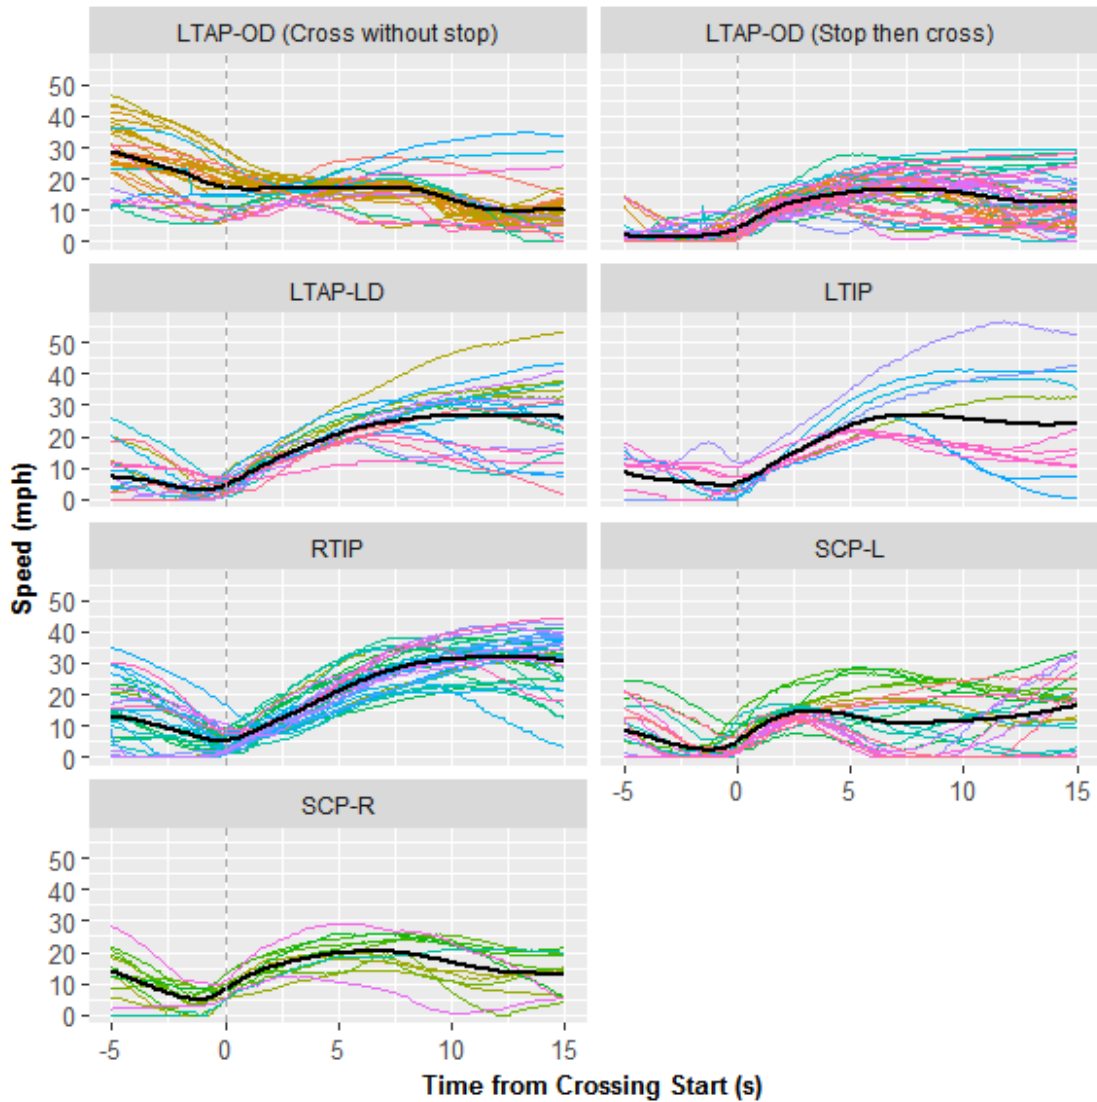 LTAP-OD (Cross without stop)
LTAP-OD (Stop then cross)
50
40
30
20
10
0
LTAP-LD
LTIP
50
40
30
20
10
0
RTIP
SCP-L
50
40
30
20
10
0
-5 0 5 10 15
SCP-R
50
40
30
20
10
0
-5 0 5 10 15
Speed (mph)
Time from Crossing Start (s)